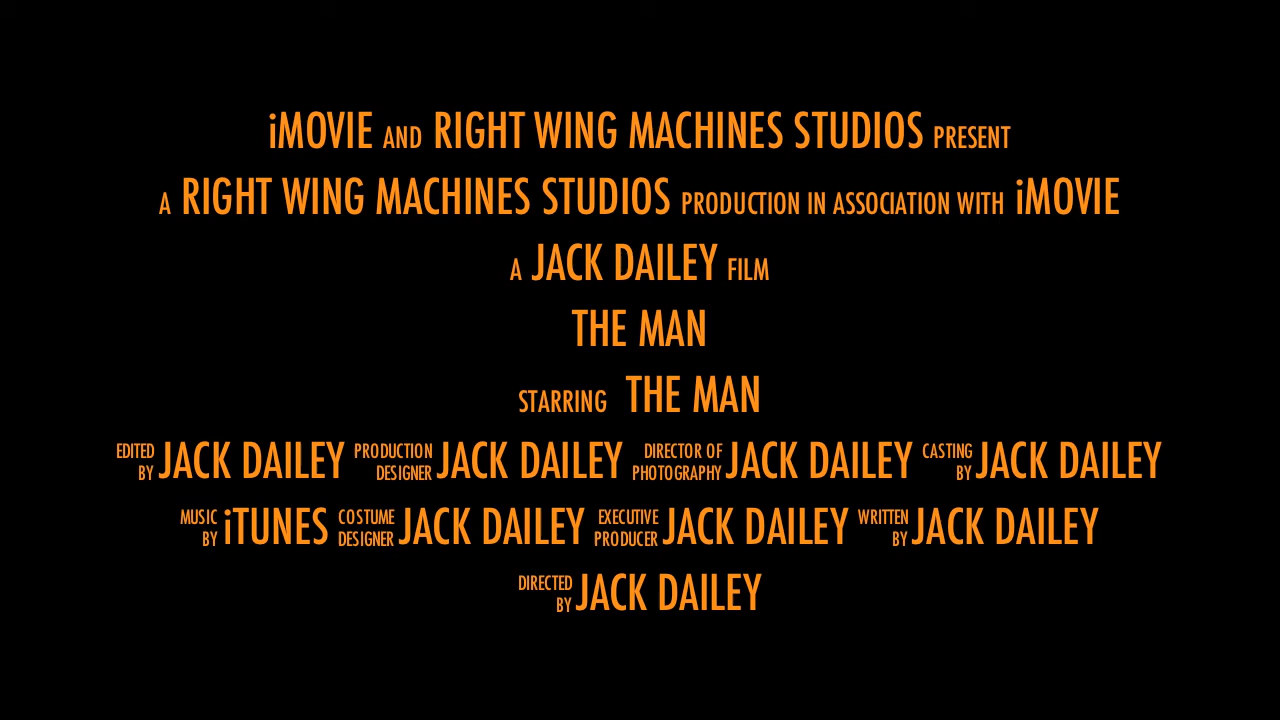 iMOVIE AND RIGHT WING MACHINES STUDIOS PRESENT
A RIGHT WING MACHINES STUDIOS PRODUCTION IN ASSOCIATION WITH iMOVIE
A JACK DAILEY FILM
THE MAN
STARRING THE MAN
EDITED BY JACK DAILEY PRODUCTION DESIGNER JACK DAILEY DIRECTOR OF PHOTOGRAPHY JACK DAILEY CASTING BY JACK DAILEY
MUSIC BY iTUNES COSTUME DESIGNER JACK DAILEY EXECUTIVE PRODUCER JACK DAILEY WRITTEN BY JACK DAILEY
DIRECTED BY JACK DAILEY